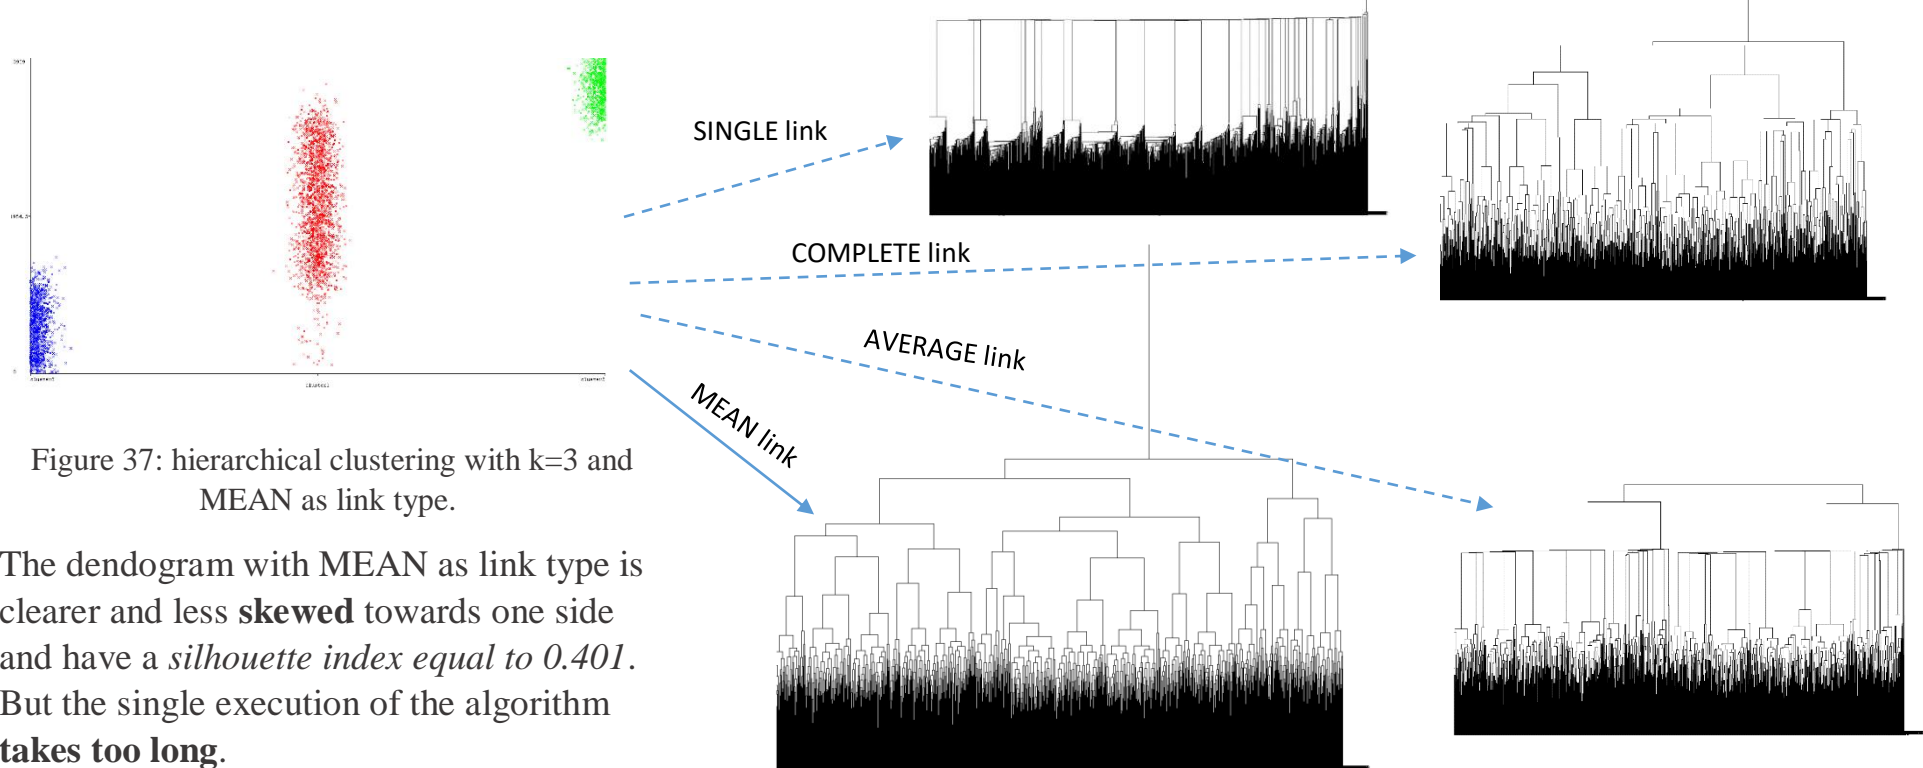 SINGLE link
COMPLETE link
AVERAGE link
MEAN link
Figure 37: hierarchical clustering with k=3 and
MEAN as link type.
The dendogram with MEAN as link type is
clearer and less skewed towards one side
and have a silhouette index equal to 0.401.
But the single execution of the algorithm
takes too long.